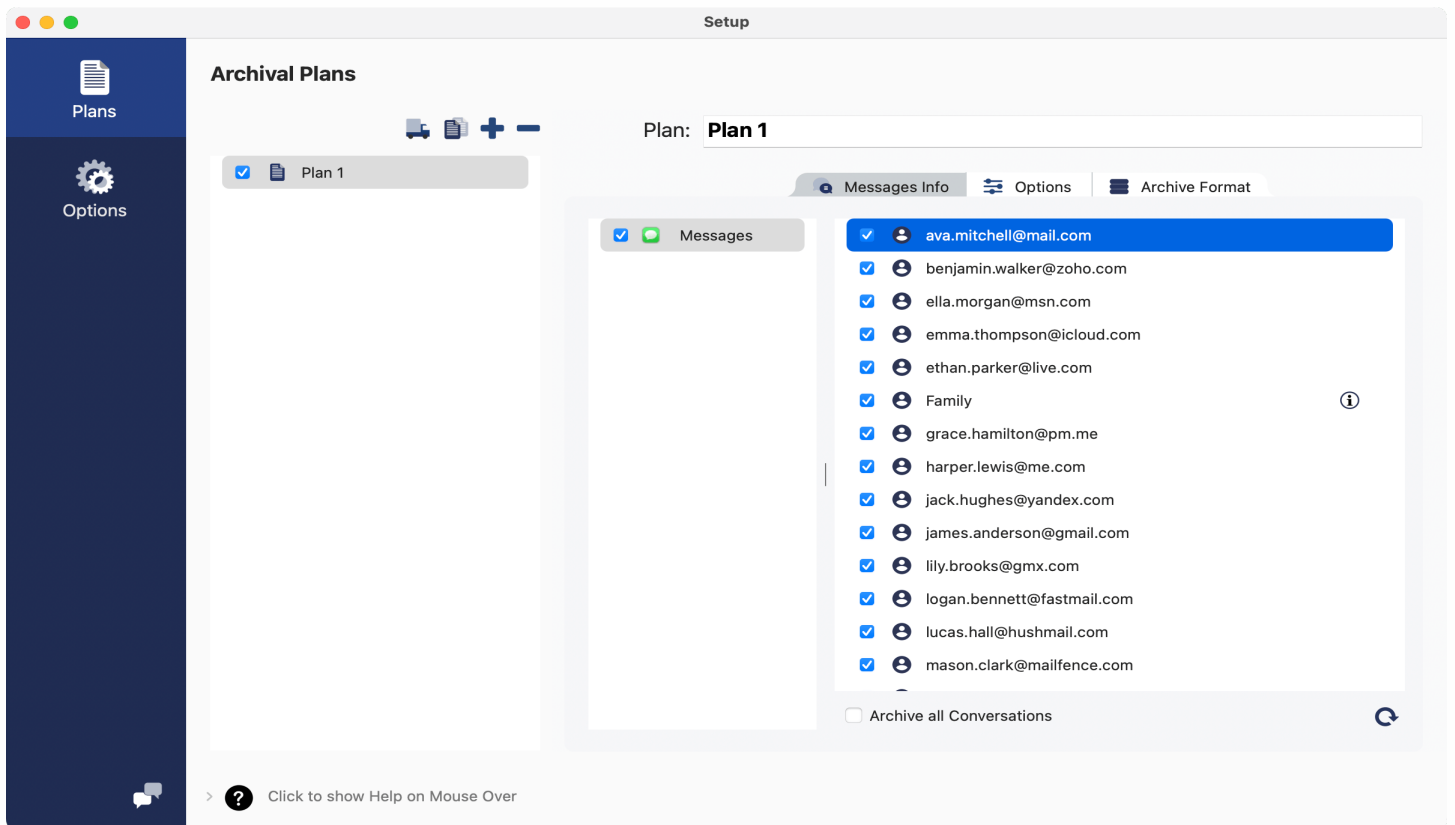 Setup
Plans
Options
Archival Plans
Plan 1
Plan: Plan 1
Messages Info
Options
Archive Format
Messages
ava.mitchell@mail.com
benjamin.walker@zoho.com
ella.morgan@msn.com
emma.thompson@icloud.com
ethan.parker@live.com
Family
grace.hamilton@pm.me
harper.lewis@me.com
jack.hughes@yandex.com
james.anderson@gmail.com
lily.brooks@gmx.com
logan.bennett@fastmail.com
lucas.hall@hushmail.com
mason.clark@mailfence.com
Archive all Conversations
Click to show Help on Mouse Over